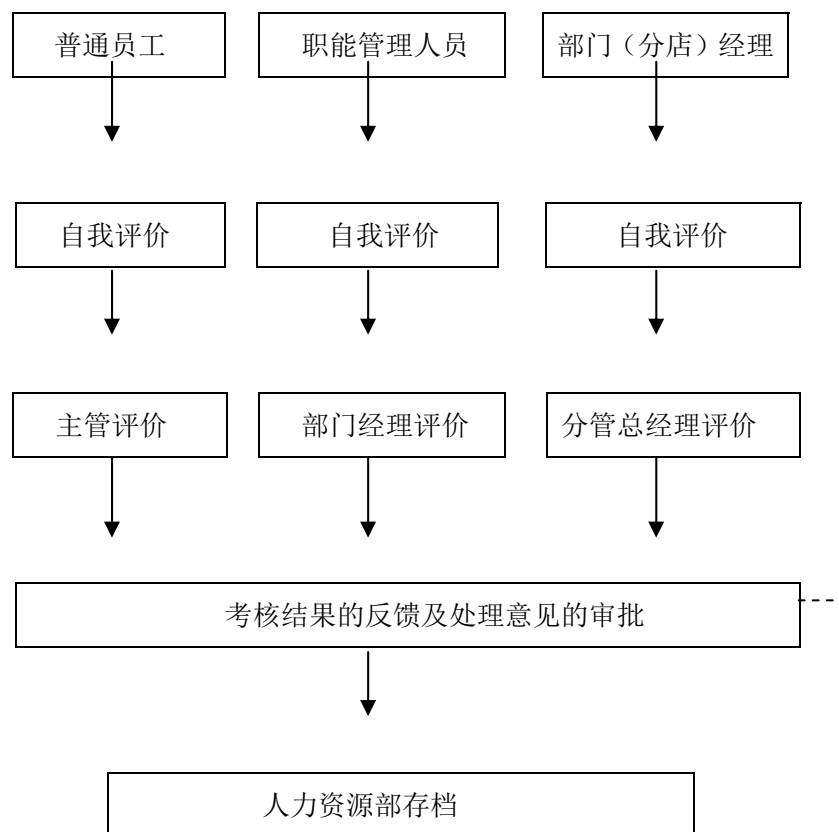 普通员工
职能管理人员
部门（分店）经理
自我评价
自我评价
自我评价
主管评价
部门经理评价
分管总经理评价
考核结果的反馈及处理意见的审批
人力资源部存档